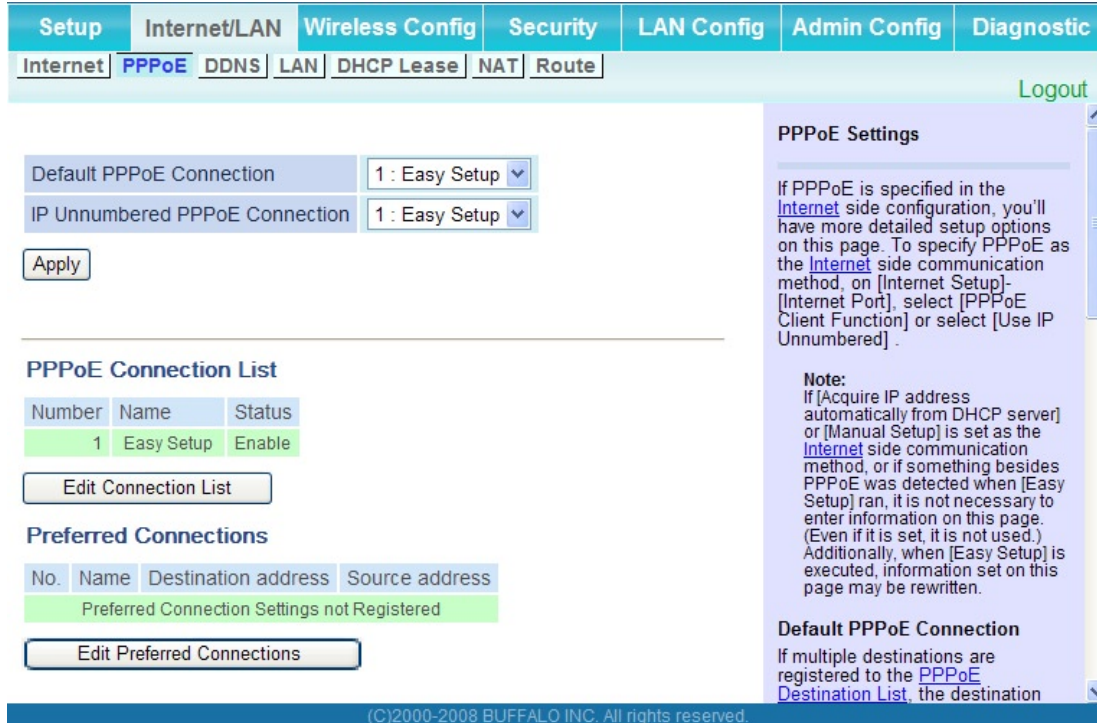 Setup Internet/LAN Wireless Config Security LAN Config Admin Config Diagnostic
Internet PPPoE DDNS LAN DHCP Lease NAT Route
Logout
Default PPPoE Connection 1 : Easy Setup
IP Unnumbered PPPoE Connection 1 : Easy Setup
Apply
PPPoE Connection List
Number Name Status
1 Easy Setup Enable
Edit Connection List
Preferred Connections
No. Name Destination address Source address
Preferred Connection Settings not Registered
Edit Preferred Connections
PPPoE Settings
If PPPoE is specified in the
Internet side configuration, you'll
have more detailed setup options
on this page. To specify PPPoE as
the Internet side communication
method, on [Internet Setup]-
[Internet Port], select [PPPoE
Client Function] or select [Use IP
Unnumbered] .
Note:
If [Acquire IP address
automatically from DHCP server]
or [Manual Setup] is set as the
Internet side communication
method, or if something besides
PPPoE was detected when [Easy
Setup] ran, it is not necessary to
enter information on this page.
(Even if it is set, it is not used.)
Additionally, when [Easy Setup] is
executed, information set on this
page may be rewritten.
Default PPPoE Connection
If multiple destinations are
registered to the PPPoE
Destination List, the destination
(C)2000-2008 BUFFALO INC. All rights reserved.